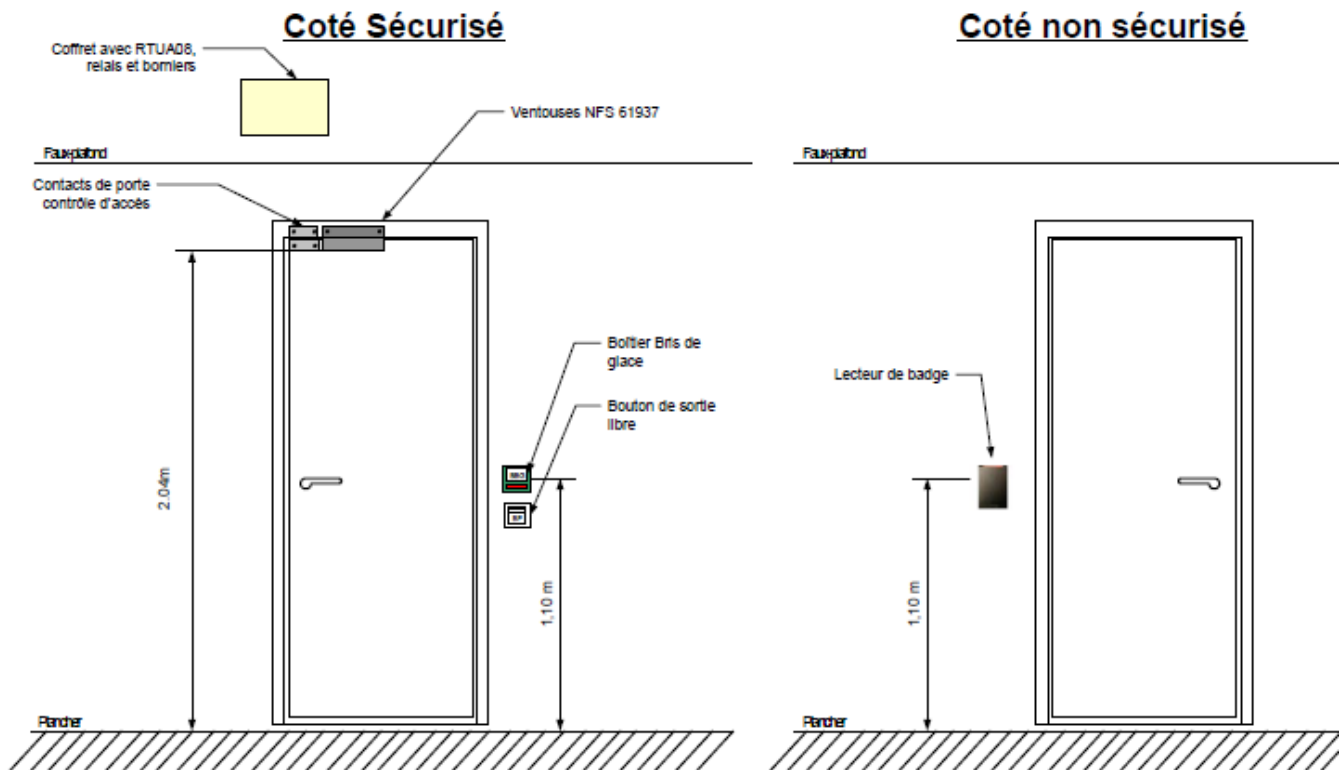 Coté Sécurisé
Coffret avec RTUA08,
relais et borniers
Ventouses NFS 61937
Faux-plafond
Contacts de porte
contrôle d'accès
2.04m
Boîtier Bris de
glace
Bouton de sortie
libre
BP
1,10 m
Plancher
Coté non sécurisé
Faux-plafond
Lecteur de badge
1,10 m
Plancher